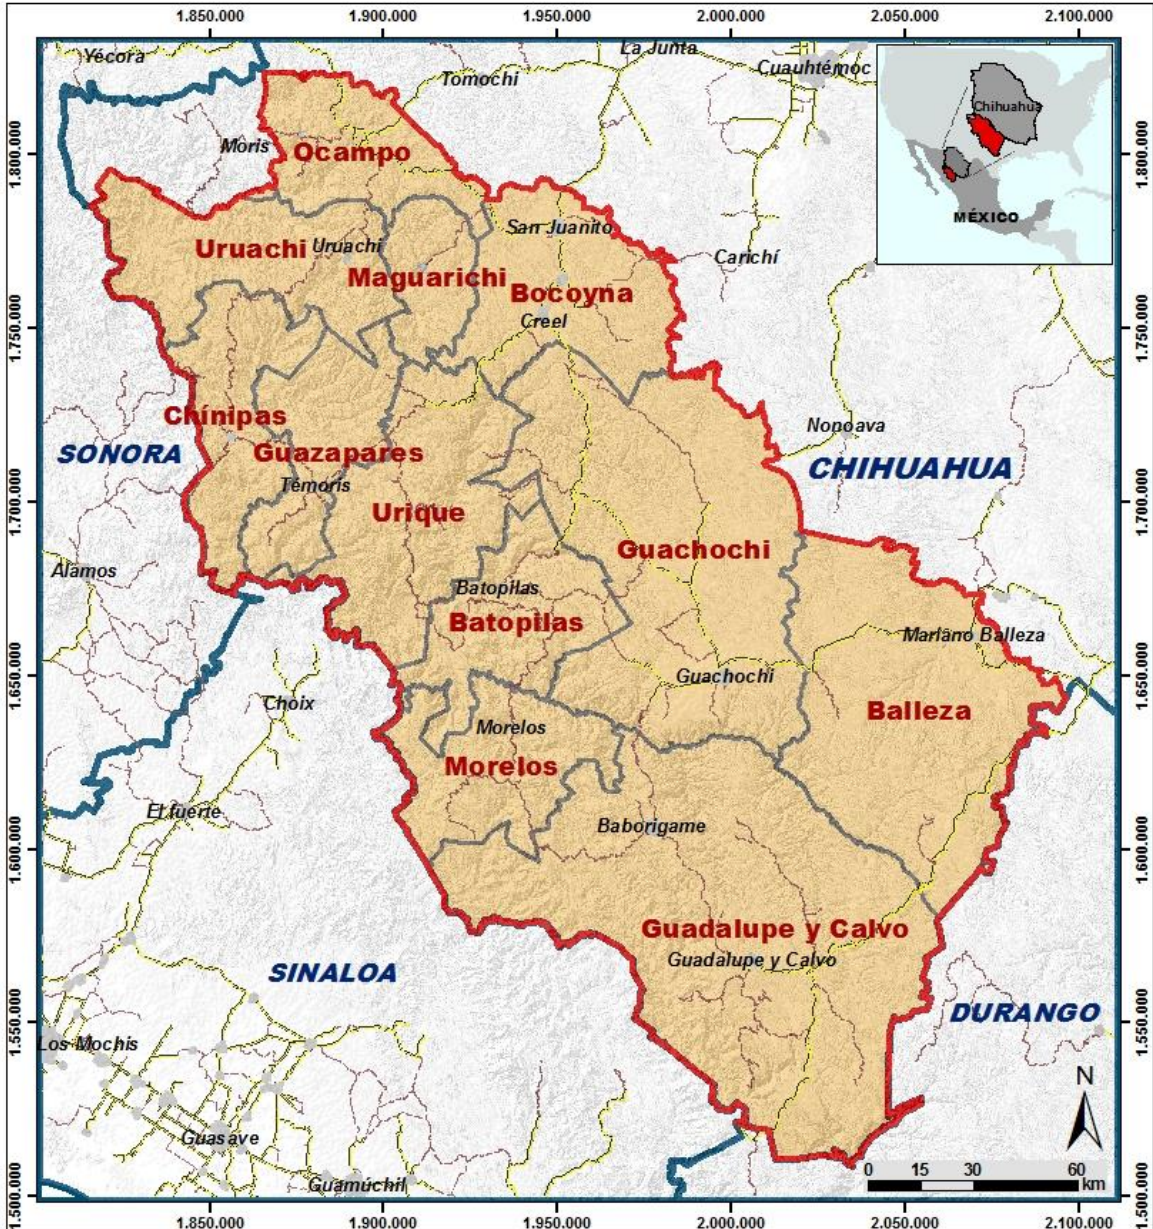 1.850.000
1.900.000
1.950.000
2.000.000
2.050.000
2.100.000
Yécora
La Junta
Tomochi
Cuauhtémoc
Chihuahua
MÉXICO
1.800.000
1.800.000
Moris
Ocampo
San Juanito
Uruachi
Uruachi
Carichí
Maguarichi
Bocoyna
Creel
1.750.000
1.750.000
Chínipas
Nonoava
SONORA
Guazapares
CHIHUAHUA
Témoris
1.700.000
1.700.000
Urique
Guachochi
Álamos
Batopilas
Batopilas
Mariano Balleza
1.650.000
1.650.000
Guachochi
Choix
Balleza
Morelos
Morelos
El fuerte
Baborigame
1.600.000
1.600.000
Guadalupe y Calvo
Guadalupe y Calvo
SINALOA
DURANGO
1.550.000
1.550.000
Los Mochis
N
Guasave
0 15 30 60
km
Guamúchil
1.500.000
1.500.000
1.850.000
1.900.000
1.950.000
2.000.000
2.050.000
2.100.000